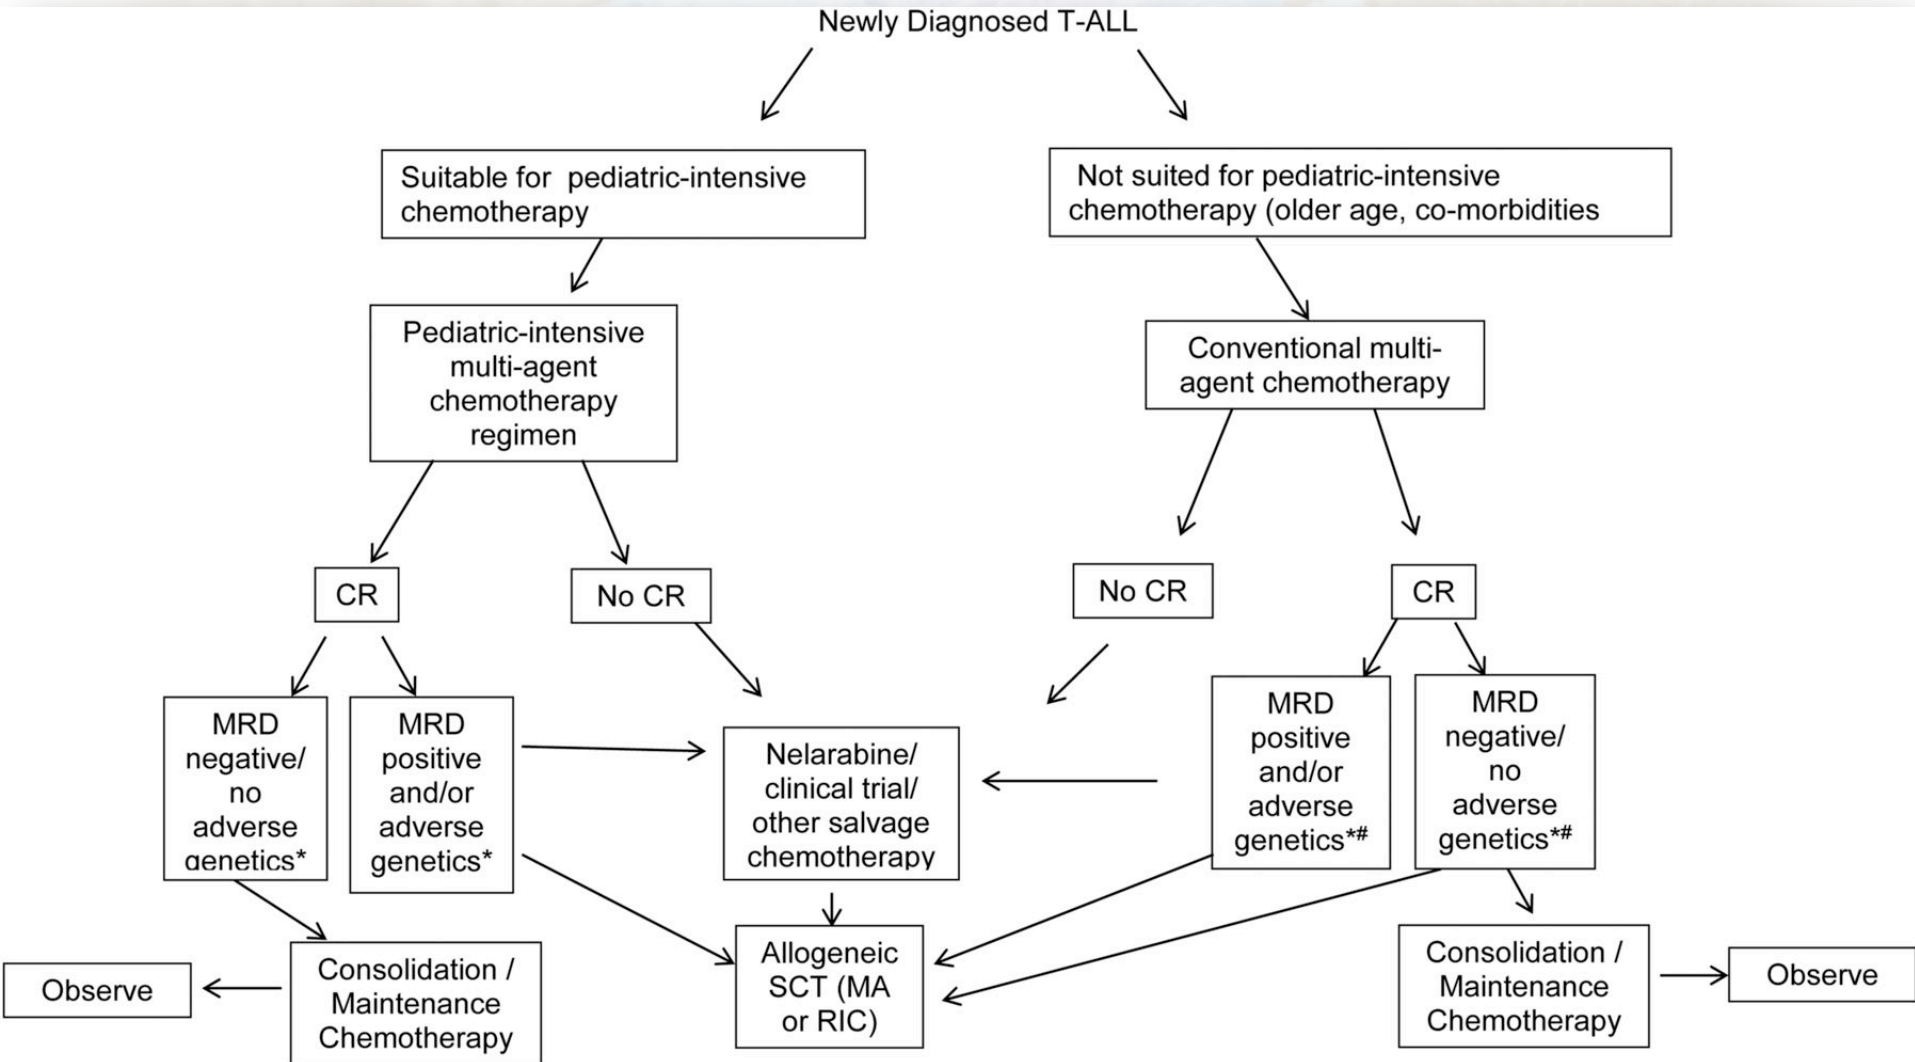 Newly Diagnosed T-ALL
Suitable for pediatric-intensive
chemotherapy
Not suited for pediatric-intensive
chemotherapy (older age, co-morbidities
Pediatric-intensive
multi-agent
chemotherapy
regimen
Conventional multi-
agent chemotherapy
CR
No CR
No CR
CR
MRD
negative/
no
adverse
genetics*
MRD
positive
and/or
adverse
genetics*
Nelarabine/
clinical trial/
other salvage
chemotherapy
MRD
positive
and/or
adverse
genetics*#
MRD
negative/
no
adverse
genetics*#
Observe
Consolidation /
Maintenance
Chemotherapy
Allogeneic
SCT (MA
or RIC)
Consolidation /
Maintenance
Chemotherapy
Observe